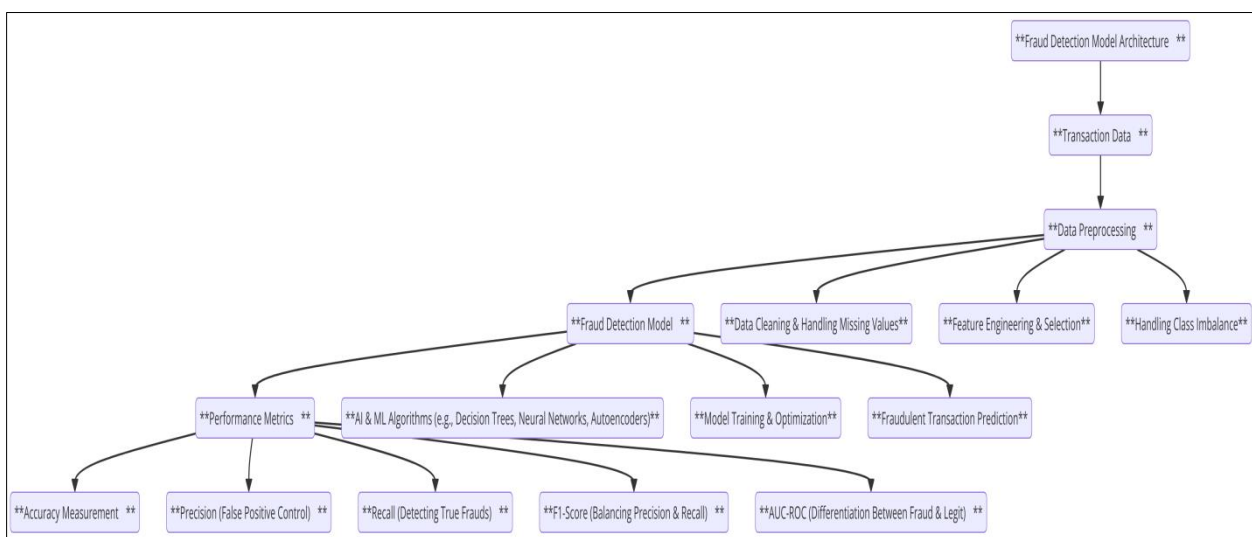 **Fraud Detection Model Architecture **
**Transaction Data **
**Data Preprocessing **
**Fraud Detection Model **
**Data Cleaning & Handling Missing Values**
**Feature Engineering & Selection**
**Handling Class Imbalance**
**Performance Metrics **
**AI & ML Algorithms (e.g., Decision Trees, Neural Networks, Autoencoders)**
**Model Training & Optimization**
**Fraudulent Transaction Prediction**
**Accuracy Measurement **
**Precision (False Positive Control) **
**Recall (Detecting True Frauds) **
**F1-Score (Balancing Precision & Recall) **
**AUC-ROC (Differentiation Between Fraud & Legit) **